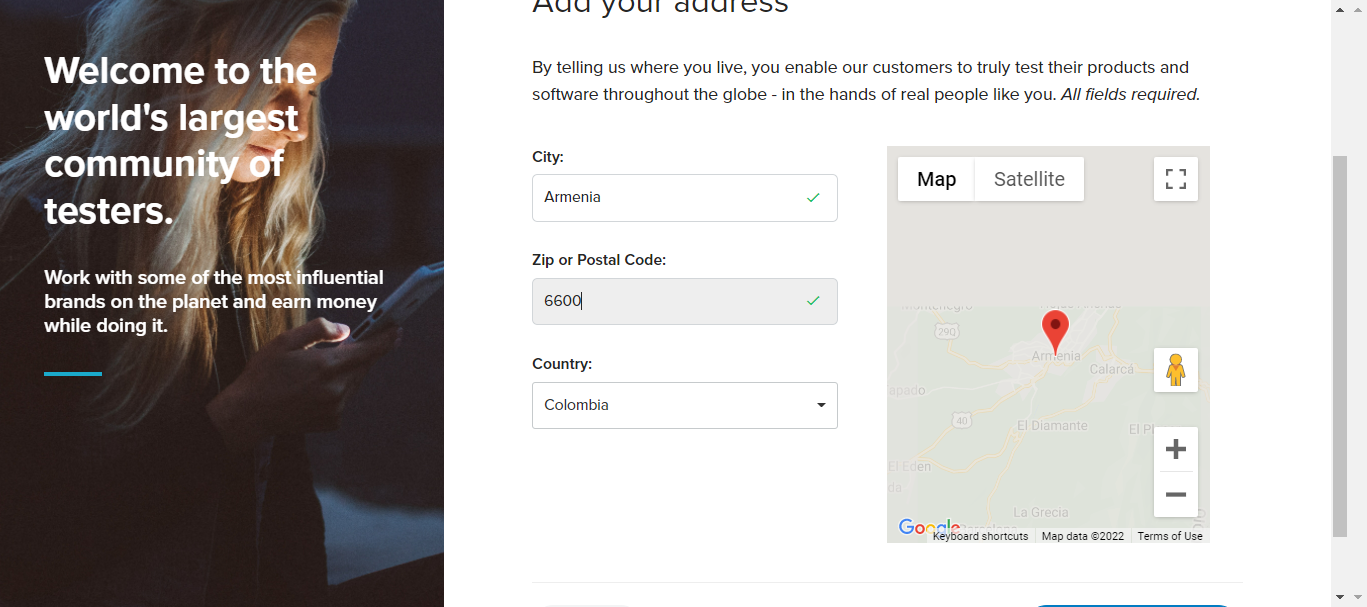 Add your address
Welcome to the
world's largest
community of
testers.
Work with some of the most influential
brands on the planet and earn money
while doing it.
By telling us where you live, you enable our customers to truly test their products and
software throughout the globe - in the hands of real people like you. All fields required.
City:
Armenia
Zip or Postal Code:
6600
Country:
Colombia
Map
Satellite
Montenegro
290
Armenia
Calarcá
apado
40
El Diamante
El P
El Eden
da
La Grecia
Barcelona
Google
Keyboard shortcuts
Map data ©2022
Terms of Use